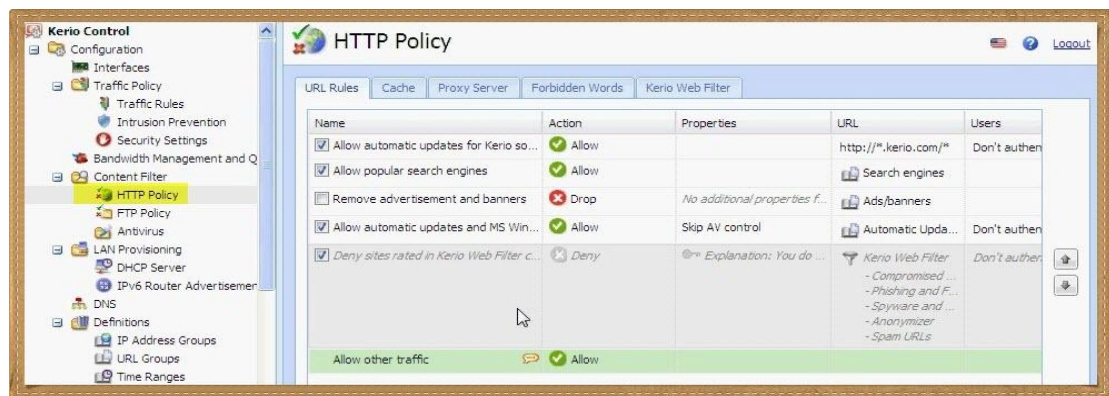 Kerio Control
Configuration
Interfaces
Traffic Policy
Traffic Rules
Intrusion Prevention
Security Settings
Bandwidth Management and Q
Content Filter
HTTP Policy
FTP Policy
Antivirus
LAN Provisioning
DHCP Server
IPv6 Router Advertisemen
DNS
Definitions
IP Address Groups
URL Groups
Time Ranges
HTTP Policy
Logout
URL Rules Cache Proxy Server Forbidden Words Kerio Web Filter
Name Action Properties URL Users
Allow automatic updates for Kerio so... Allow http://*.kerio.com/* Don't authen
Allow popular search engines Allow Search engines
Remove advertisement and banners Drop No additional properties f... Ads/banners
Allow automatic updates and MS Win... Allow Skip AV control Automatic Upda... Don't authen
Deny sites rated in Kerio Web Filter c... Deny Explanation: You do ... Kerio Web Filter Don't authen
- Compromised ...
- Phishing and F...
- Spyware and ...
- Anonymizer
- Spam URLs
Allow other traffic Allow